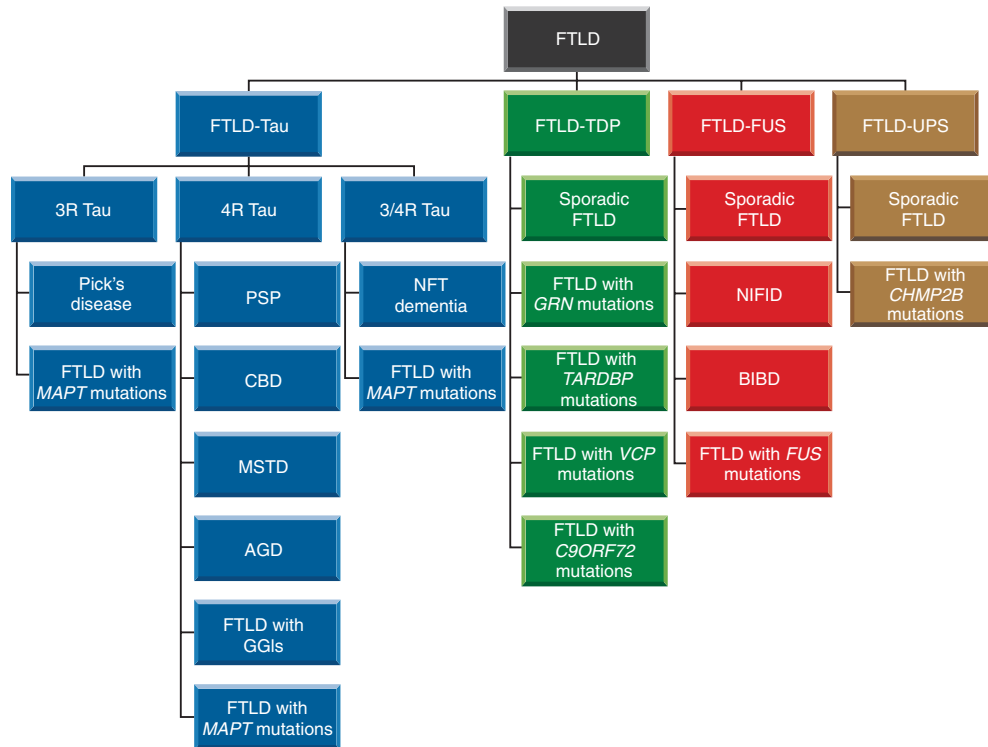 FTLD
FTLD-Tau
FTLD-TDP
FTLD-FUS
FTLD-UPS
3R Tau
4R Tau
3/4R Tau
Sporadic
FTLD
Sporadic
FTLD
Sporadic
FTLD
Pick's
disease
PSP
NFT
dementia
FTLD with
GRN mutations
NIFID
FTLD with
CHMP2B
mutations
FTLD with
MAPT mutations
CBD
FTLD with
MAPT mutations
FTLD with
TARDBP
mutations
BIBD
MSTD
FTLD with VCP
mutations
FTLD with FUS
mutations
AGD
FTLD with
C9ORF72
mutations
FTLD with
GGIs
FTLD with
MAPT mutations